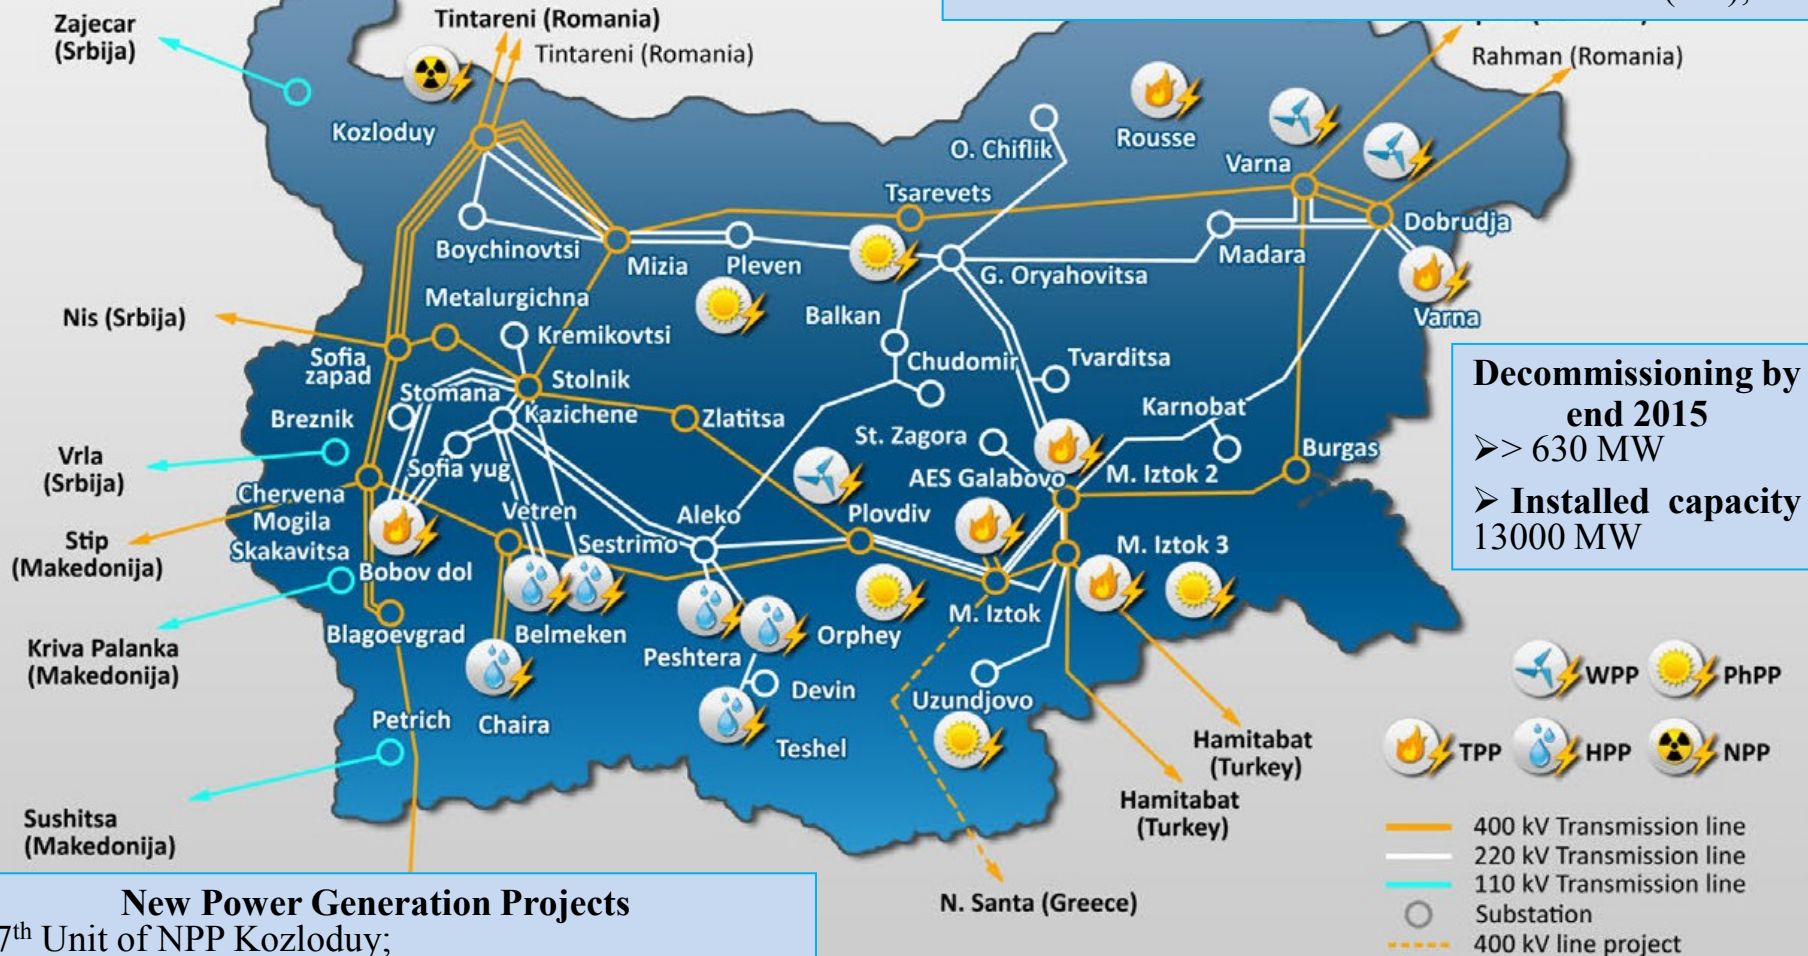 Zajecar
(Srbija)
Tintareni (Romania)
Tintareni (Romania)
Rahman (Romania)
Kozloduy
O. Chiflik
Rousse
Varna
Tsarevets
Dobrudja
Boychinovtsi
Mizia
Pleven
G. Oryahovitsa
Madara
Metalurgichna
Balkan
Varna
Nis (Srbija)
Kremikovtsi
Sofia
zapad
Chudomir
Tvarditsa
Stolnik
Stomana
Kazichene
Zlatitsa
Karnobat
Breznik
St. Zagora
Burgas
Sofia yug
AES Galabovo
M. Iztok 2
Vrla
(Srbija)
Chervena
Mogila
Vetren
Aleko
Plovdiv
Stip
(Makedonija)
Skakavitsa
Sestrimo
M. Iztok 3
Bobov dol
M. Iztok
Blagoevgrad
Belmeken
Orphey
Kriva Palanka
(Makedonija)
Peshtera
Devin
Uzundjovo
Petrich
Chaira
Teshel
Hamitabat
(Turkey)
Hamitabat
(Turkey)
Sushitsa
(Makedonija)
N. Santa (Greece)
Decommissioning by
end 2015
➢> 630 MW
➢ Installed capacity
13000 MW
WPP PhPP
TPP HPP NPP
400 kV Transmission line
220 kV Transmission line
110 kV Transmission line
Substation
400 kV line project
New Power Generation Projects
7th Unit of NPP Kozloduy;